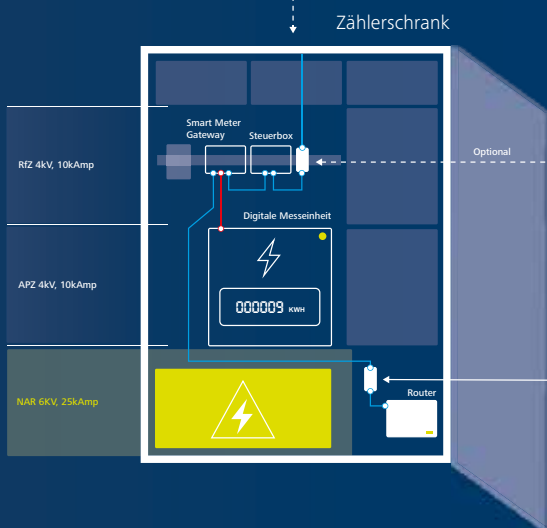 Zählerschrank
Smart Meter
Gateway
Steuerbox
Optional
RfZ 4kV, 10kAmp
Digitale Messeinheit
APZ 4kV, 10kAmp
000009 KWH
Router
NAR 6KV, 25kAmp